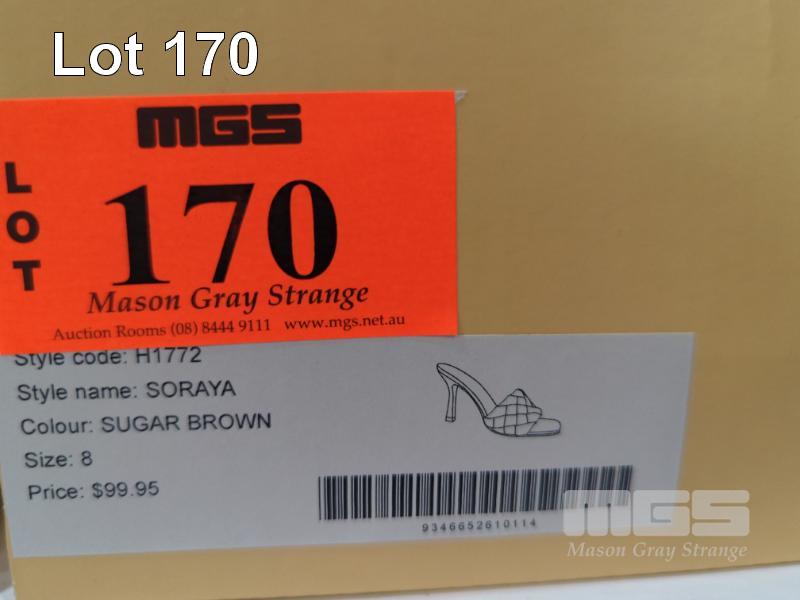 Lot 170
MGS
LOT
170
Mason Gray Strange
Auction Rooms (08) 8444 9111 www.mgs.net.au
Style code: H1772
Style name: SORAYA
Colour: SUGAR BROWN
Size: 8
Price: $99.95
9346652610114
MGS
Mason Gray Strange